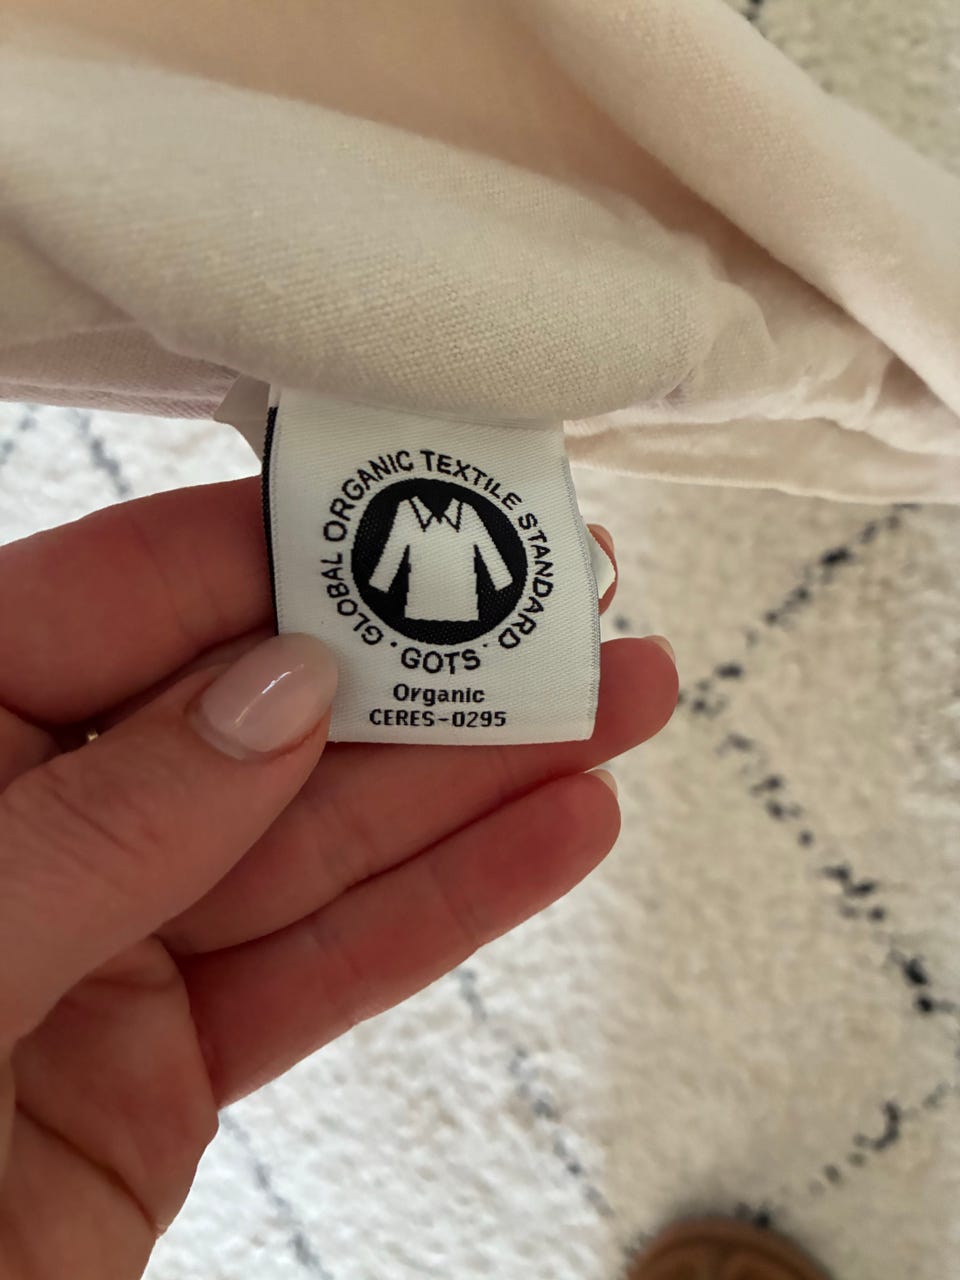 GLOBAL ORGANIC TEXTILE STANDARD
· GOTS ·
Organic
CERES-0295